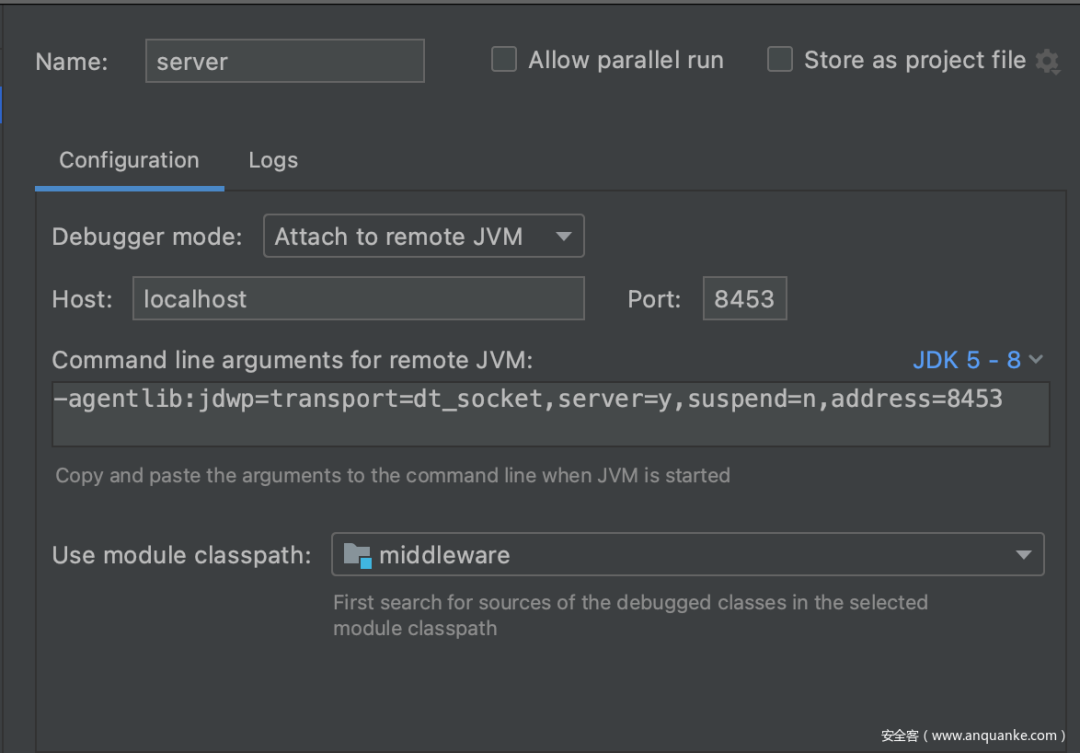 Name: server Allow parallel run Store as project file
Configuration Logs
Debugger mode: Attach to remote JVM
Host: localhost Port: 8453
Command line arguments for remote JVM: JDK 5 - 8
-agentlib:jdwp=transport=dt_socket,server=y,suspend=n,address=8453
Copy and paste the arguments to the command line when JVM is started
Use module classpath: middleware
First search for sources of the debugged classes in the selected
module classpath
安全客（www.anquanke.com）